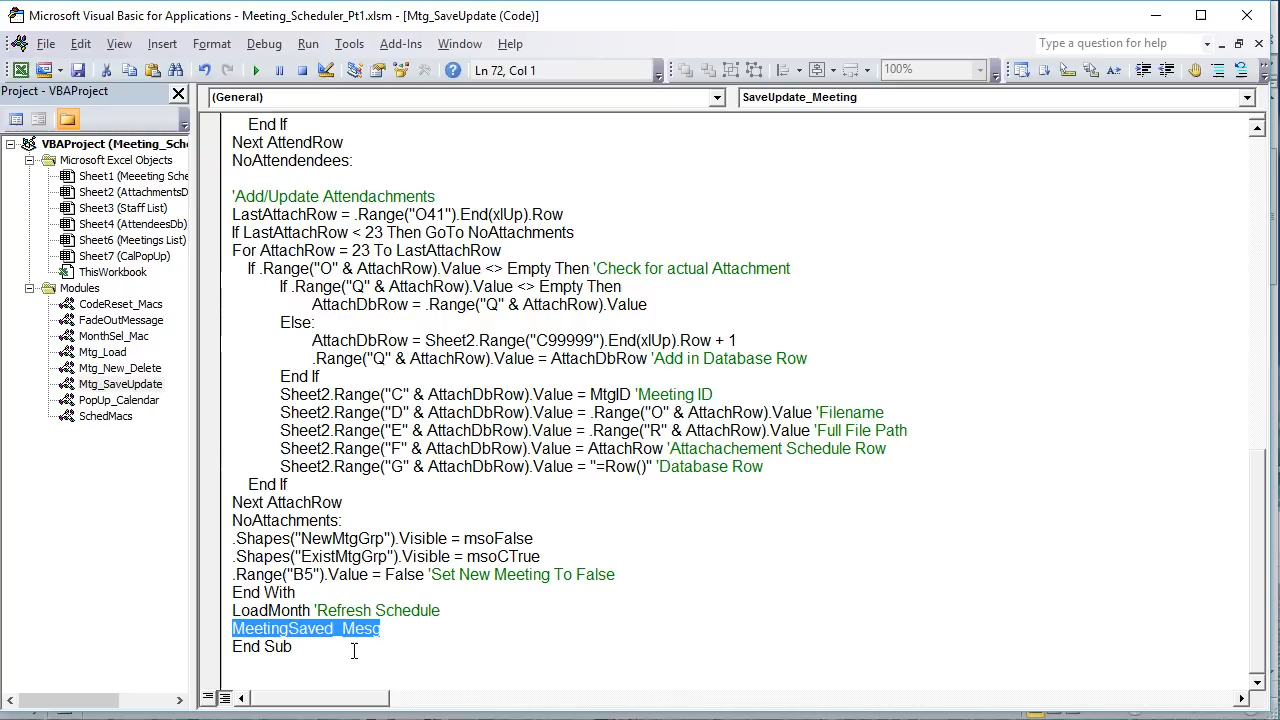 Microsoft Visual Basic for Applications - Meeting_Scheduler_Pt1.xlsm - [Mtg_SaveUpdate (Code)]
File Edit View Insert Format Debug Run Tools Add-Ins Window Help
Type a question for help
Ln 72, Col 1
100%
Project - VBAProject
(General)
SaveUpdate_Meeting
VBAProject (Meeting_Sche
Microsoft Excel Objects
Sheet1 (Meeeting Sche
Sheet2 (AttachmentsD
Sheet3 (Staff List)
Sheet4 (AttendeesDb)
Sheet6 (Meetings List)
Sheet7 (CalPopUp)
ThisWorkbook
Modules
CodeReset_Macs
FadeOutMessage
MonthSel_Mac
Mtg_Load
Mtg_New_Delete
Mtg_SaveUpdate
PopUp_Calendar
SchedMacs
End If
Next AttendRow
NoAttendendees:
'Add/Update Attendachments
LastAttachRow = .Range("O41").End(xlUp).Row
If LastAttachRow < 23 Then GoTo NoAttachments
For AttachRow = 23 To LastAttachRow
If .Range("O" & AttachRow).Value <> Empty Then 'Check for actual Attachment
If .Range("Q" & AttachRow).Value <> Empty Then
AttachDbRow = .Range("Q" & AttachRow).Value
Else:
AttachDbRow = Sheet2.Range("C99999").End(xlUp).Row + 1
.Range("Q" & AttachRow).Value = AttachDbRow 'Add in Database Row
End If
Sheet2.Range("C" & AttachDbRow).Value = MtgID 'Meeting ID
Sheet2.Range("D" & AttachDbRow).Value = .Range("O" & AttachRow).Value 'Filename
Sheet2.Range("E" & AttachDbRow).Value = .Range("R" & AttachRow).Value 'Full File Path
Sheet2.Range("F" & AttachDbRow).Value = AttachRow 'Attachachement Schedule Row
Sheet2.Range("G" & AttachDbRow).Value = "=Row()" 'Database Row
End If
Next AttachRow
NoAttachments:
.Shapes("NewMtgGrp").Visible = msoFalse
.Shapes("ExistMtgGrp").Visible = msoCTrue
.Range("B5").Value = False 'Set New Meeting To False
End With
LoadMonth 'Refresh Schedule
MeetingSaved_Mesg
End Sub